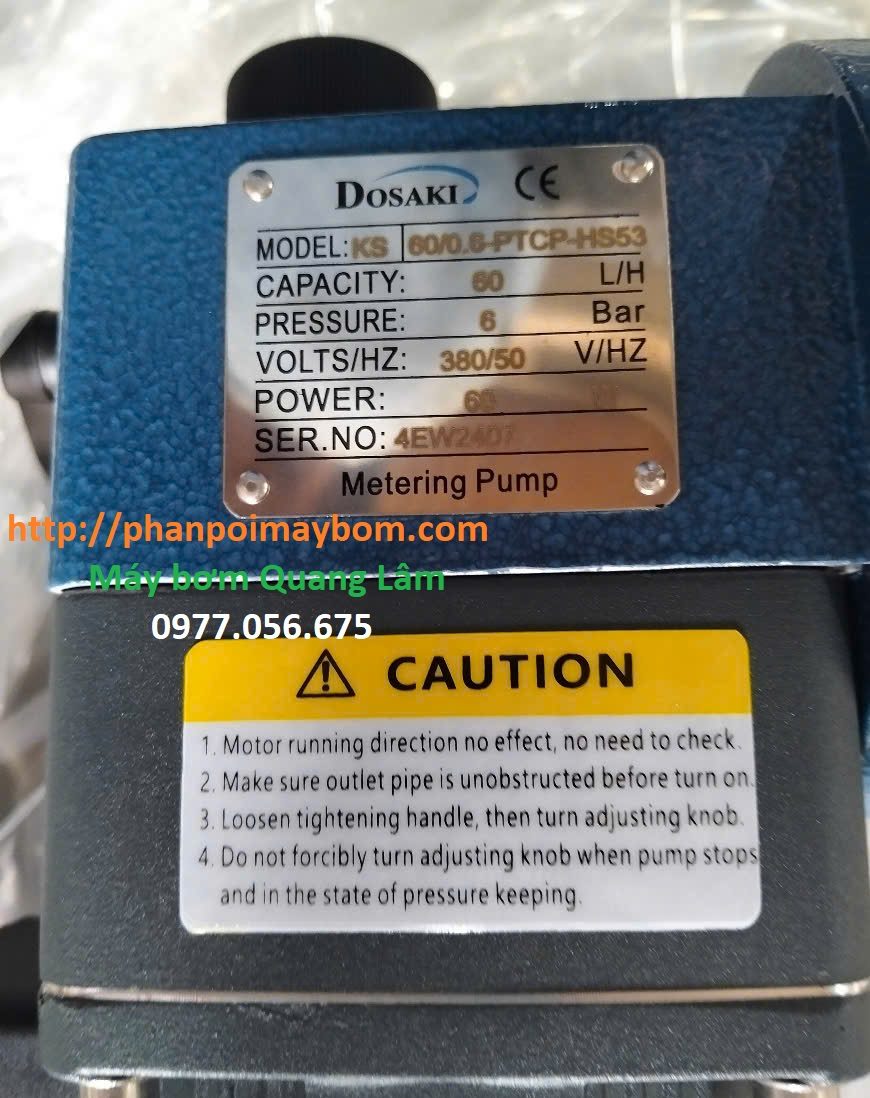 DOSAKI CE
MODEL: KS 60/0.6-PTCP-HS53
CAPACITY: 60 L/H
PRESSURE: 6 Bar
VOLTS/HZ: 380/50 V/HZ
POWER: 60 W
SER.NO: 4EW2407
Metering Pump
http://phanpoimaybom.com
Máy bơm Quang Lâm
0977.056.675
CAUTION
1. Motor running direction no effect, no need to check.
2. Make sure outlet pipe is unobstructed before turn on.
3. Loosen tightening handle, then turn adjusting knob.
4. Do not forcibly turn adjusting knob when pump stops
and in the state of pressure keeping.